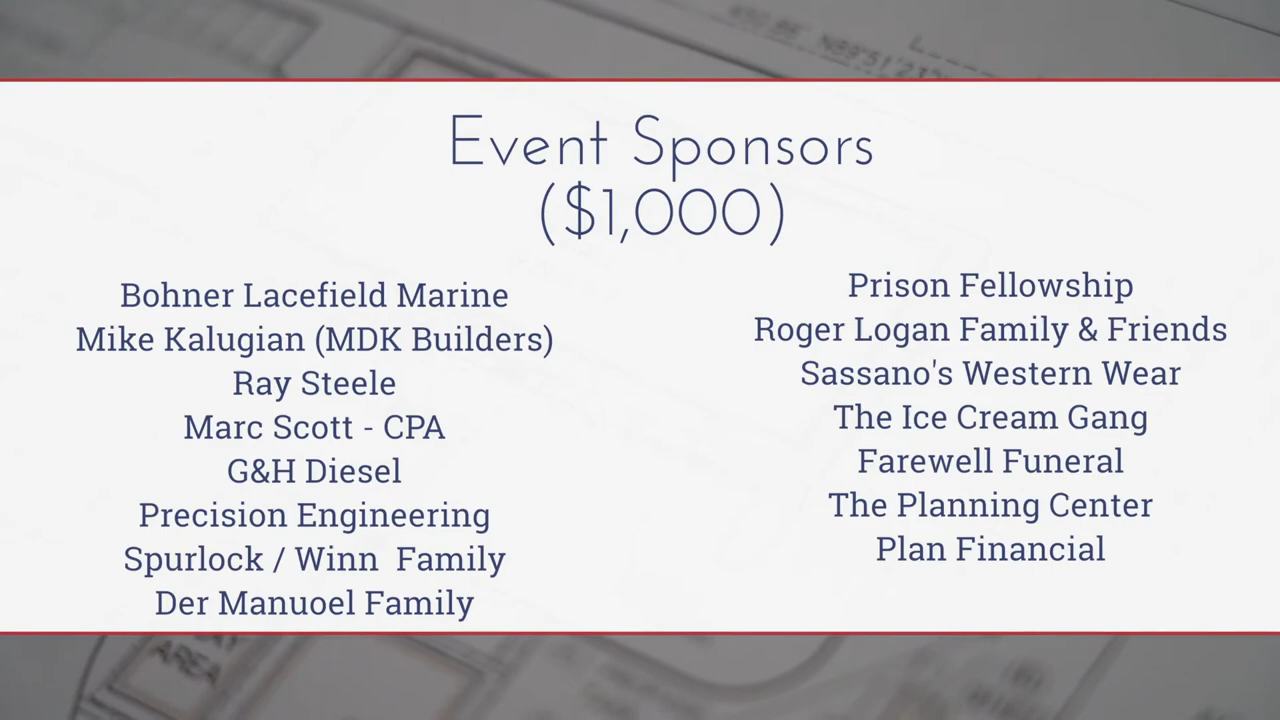 Event Sponsors
($1,000)
Bohner Lacefield Marine
Mike Kalugian (MDK Builders)
Ray Steele
Marc Scott - CPA
G&H Diesel
Precision Engineering
Spurlock / Winn  Family
Der Manuoel Family
Prison Fellowship
Roger Logan Family & Friends
Sassano's Western Wear
The Ice Cream Gang
Farewell Funeral
The Planning Center
Plan Financial
AREA